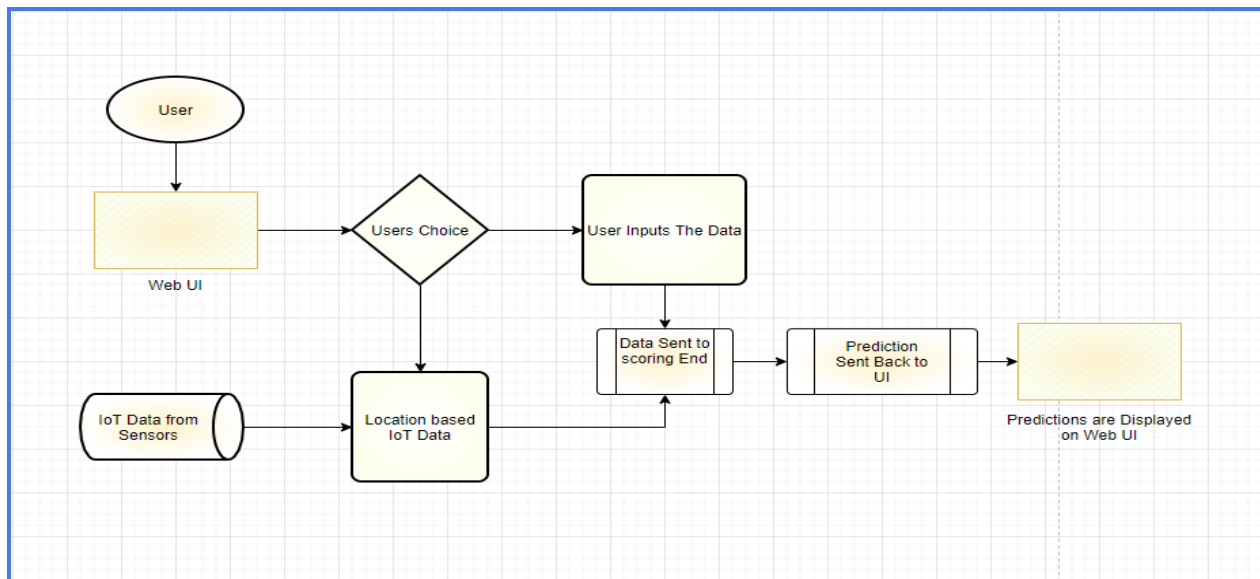 User
Web UI
Users Choice
User Inputs The Data
IoT Data from
Sensors
Location based
IoT Data
Data Sent to
scoring End
Prediction
Sent Back to
UI
Predictions are Displayed
on Web UI